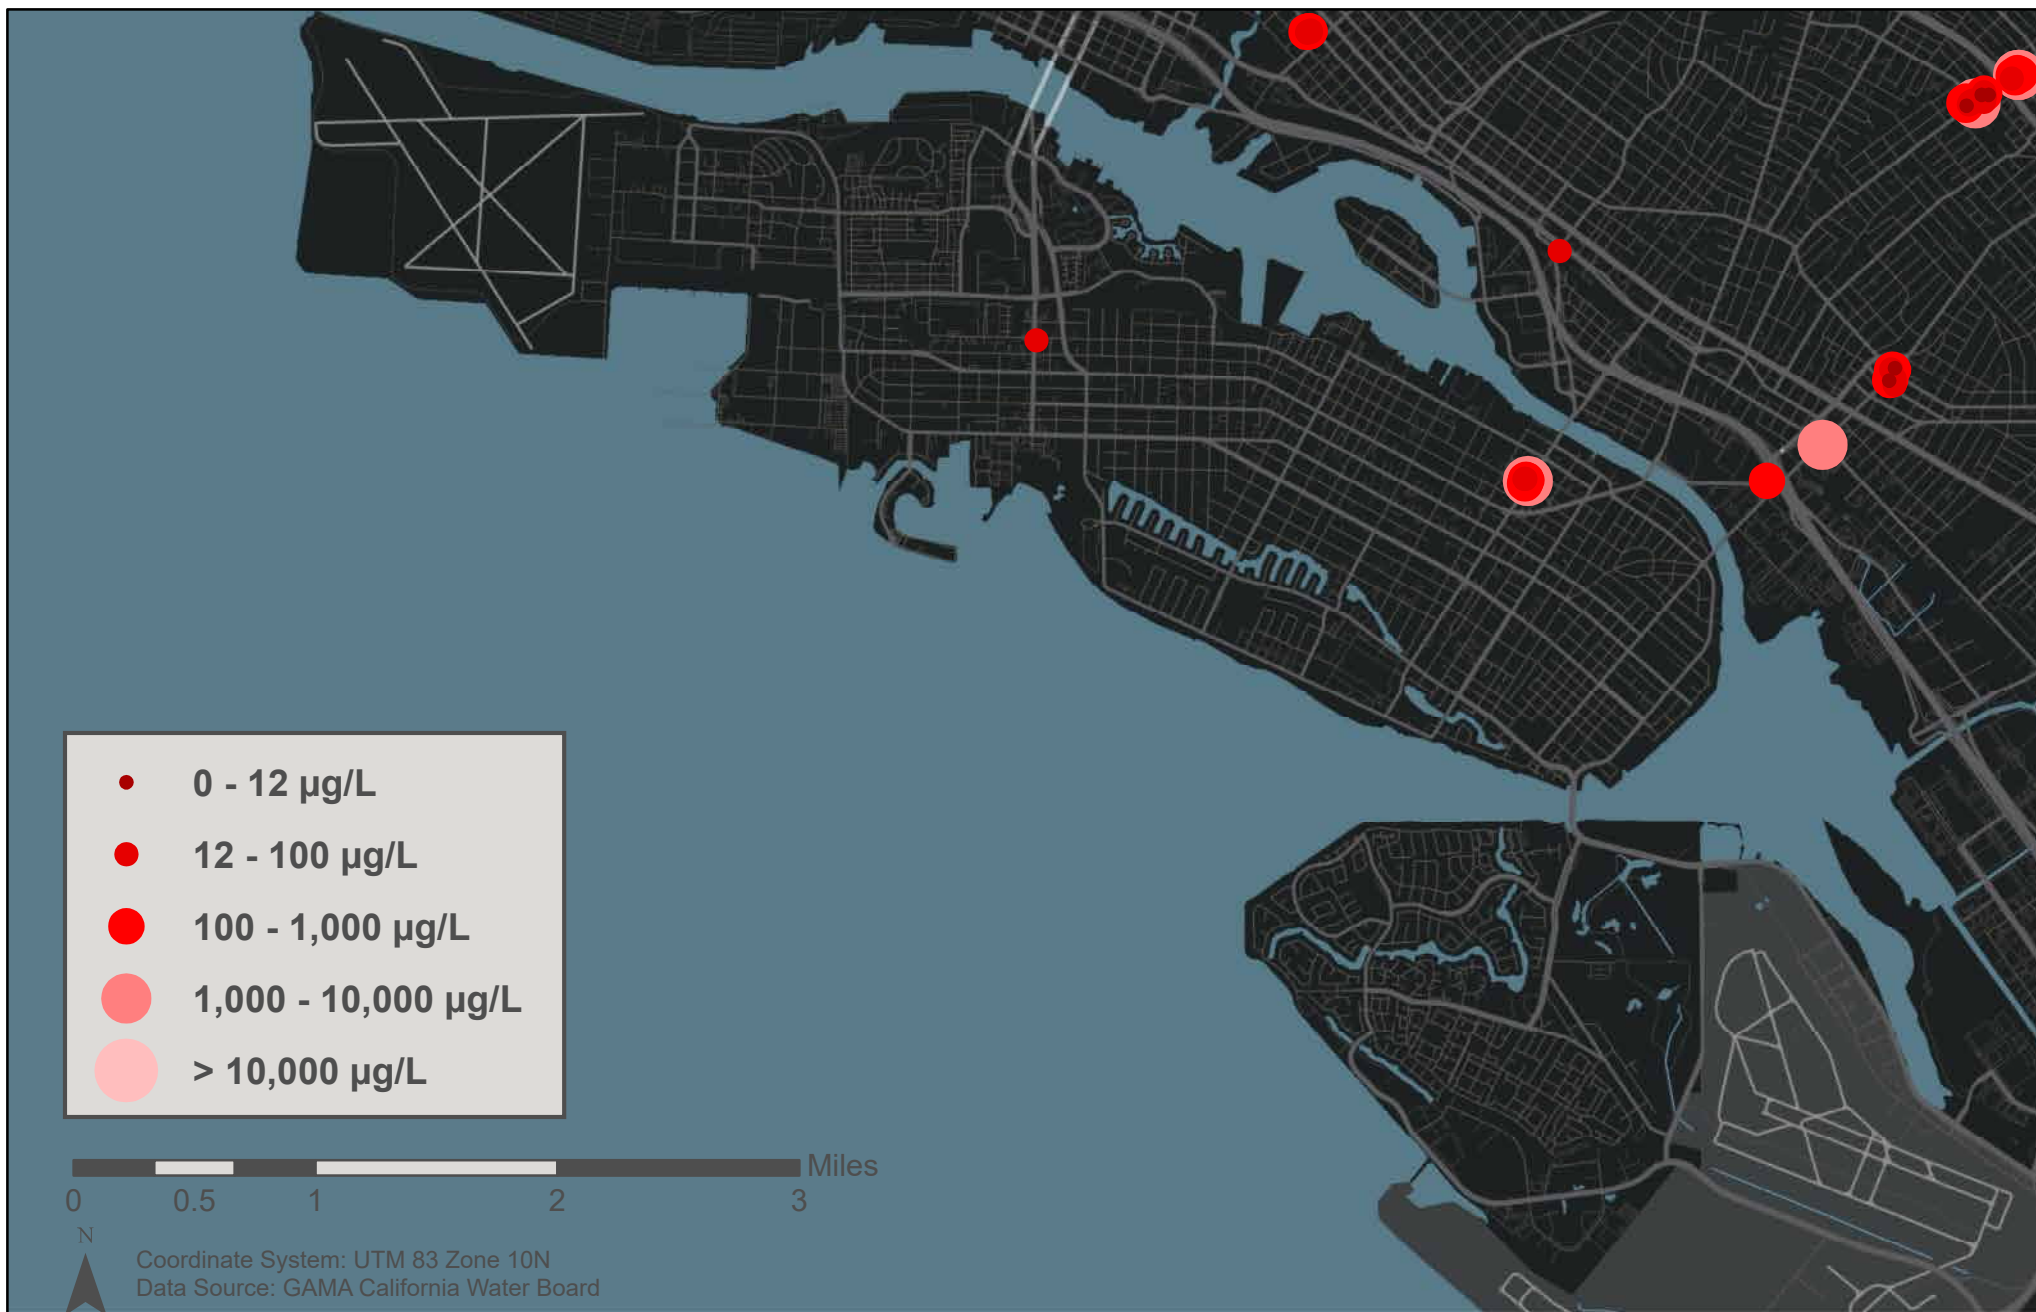 0 - 12 µg/L
12 - 100 µg/L
100 - 1,000 µg/L
1,000 - 10,000 µg/L
> 10,000 µg/L
Miles
0 0.5 1 2 3
N
Coordinate System: UTM 83 Zone 10N
Data Source: GAMA California Water Board